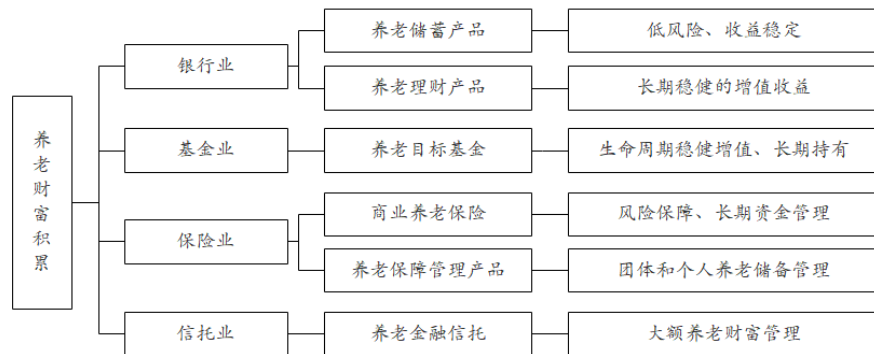 养老财富积累
银行业
养老储蓄产品
低风险、收益稳定
养老理财产品
长期稳健的增值收益
基金业
养老目标基金
生命周期稳健增值、长期持有
保险业
商业养老保险
风险保障、长期资金管理
养老保障管理产品
团体和个人养老储备管理
信托业
养老金融信托
大额养老财富管理